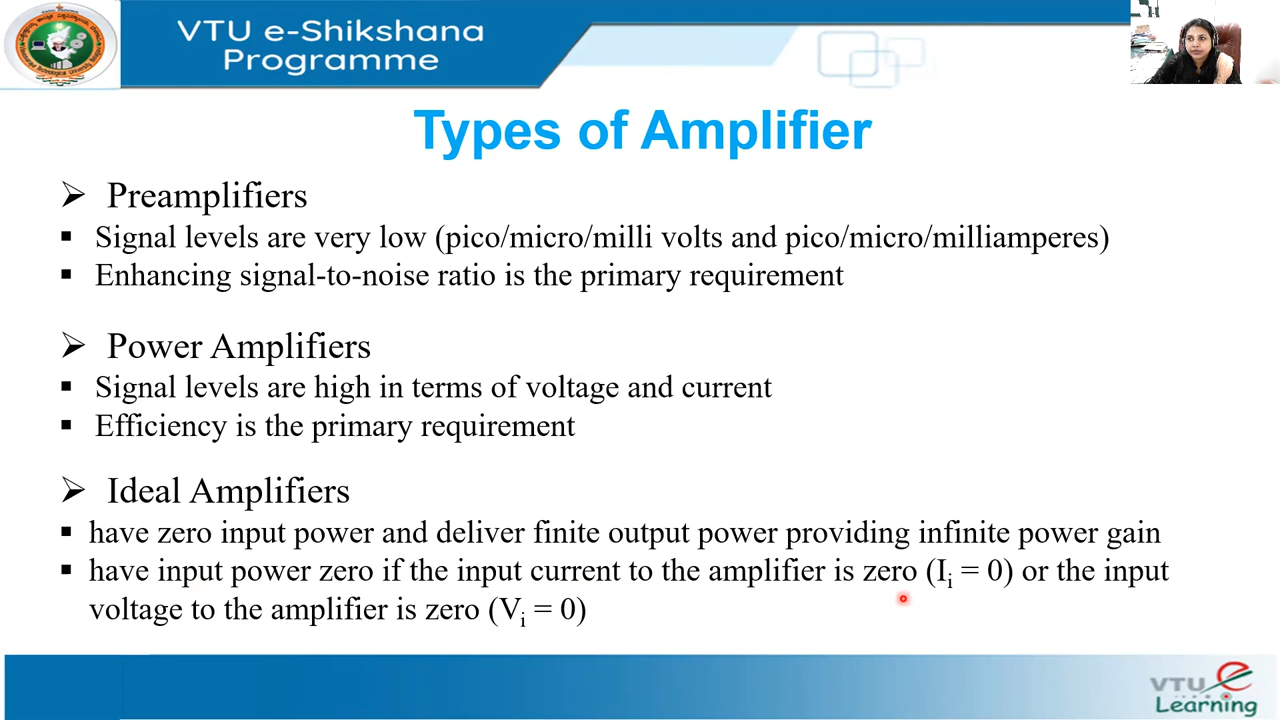 VTU e-Shikshana
Programme
Types of Amplifier
➢ Preamplifiers
▪ Signal levels are very low (pico/micro/milli volts and pico/micro/milliamperes)
▪ Enhancing signal-to-noise ratio is the primary requirement
➢ Power Amplifiers
▪ Signal levels are high in terms of voltage and current
▪ Efficiency is the primary requirement
➢ Ideal Amplifiers
▪ have zero input power and deliver finite output power providing infinite power gain
▪ have input power zero if the input current to the amplifier is zero (Iᵢ = 0) or the input
voltage to the amplifier is zero (Vᵢ = 0)
VTU e
Learning